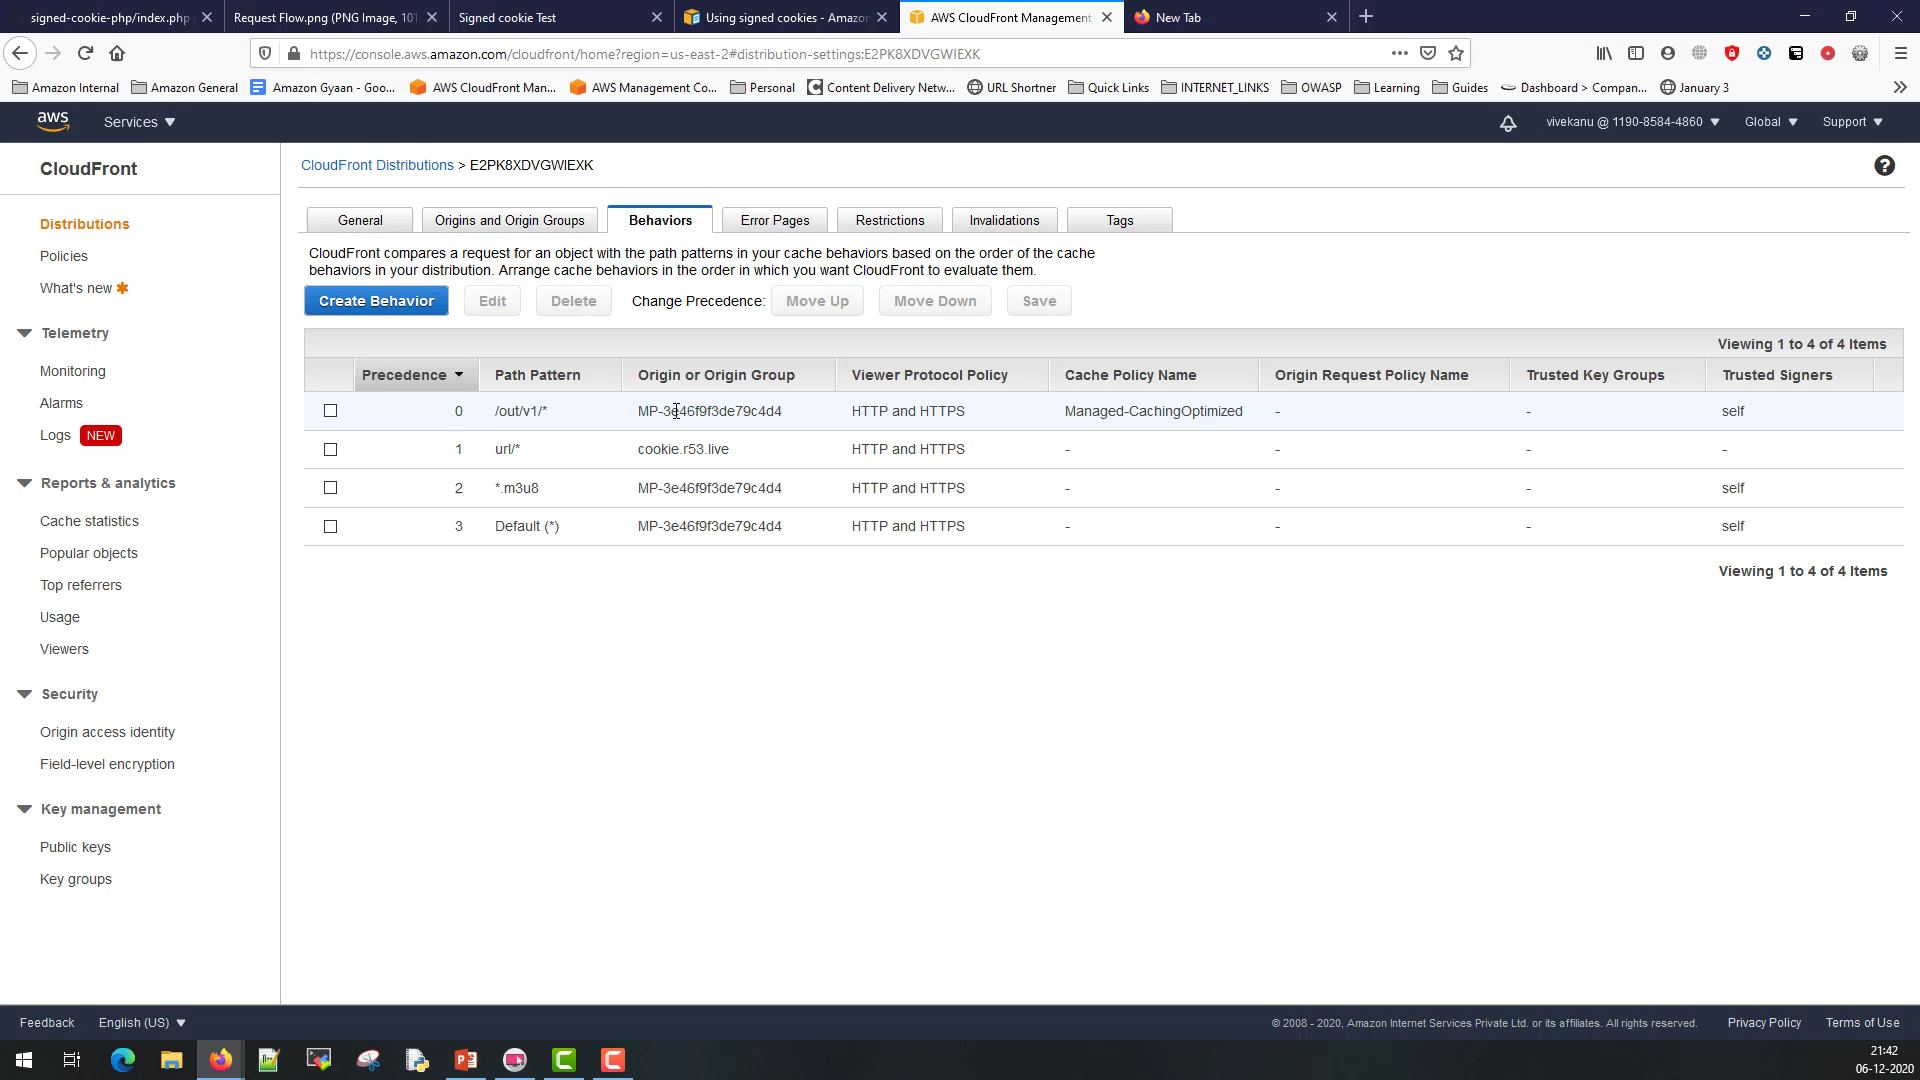 signed-cookie-php/index.php
Request Flow.png (PNG Image, 101
Signed cookie Test
Using signed cookies - Amazon
AWS CloudFront Management
New Tab
https://console.aws.amazon.com/cloudfront/home?region=us-east-2#distribution-settings:E2PK8XDVGWIEXK
Amazon Internal
Amazon General
Amazon Gyaan - Goo...
AWS CloudFront Man...
AWS Management Co...
Personal
Content Delivery Netw...
URL Shortner
Quick Links
INTERNET_LINKS
OWASP
Learning
Guides
Dashboard > Compan...
January 3
aws
Services
vivekanu @ 1190-8584-4860
Global
Support
CloudFront
CloudFront Distributions > E2PK8XDVGWIEXK
Distributions
Policies
What's new
Telemetry
Monitoring
Alarms
Logs NEW
Reports & analytics
Cache statistics
Popular objects
Top referrers
Usage
Viewers
Security
Origin access identity
Field-level encryption
Key management
Public keys
Key groups
General
Origins and Origin Groups
Behaviors
Error Pages
Restrictions
Invalidations
Tags
CloudFront compares a request for an object with the path patterns in your cache behaviors based on the order of the cache
behaviors in your distribution. Arrange cache behaviors in the order in which you want CloudFront to evaluate them.
Create Behavior
Edit
Delete
Change Precedence:
Move Up
Move Down
Save
Viewing 1 to 4 of 4 Items
Precedence Path Pattern Origin or Origin Group Viewer Protocol Policy Cache Policy Name Origin Request Policy Name Trusted Key Groups Trusted Signers
0 /out/v1/* MP-3e46f9f3de79c4d4 HTTP and HTTPS Managed-CachingOptimized - - self
1 url/* cookie.r53.live HTTP and HTTPS - - - -
2 *.m3u8 MP-3e46f9f3de79c4d4 HTTP and HTTPS - - - self
3 Default (*) MP-3e46f9f3de79c4d4 HTTP and HTTPS - - - self
Viewing 1 to 4 of 4 Items
Feedback
English (US)
© 2008 - 2020, Amazon Internet Services Private Ltd. or its affiliates. All rights reserved.
Privacy Policy
Terms of Use
21:42
06-12-2020